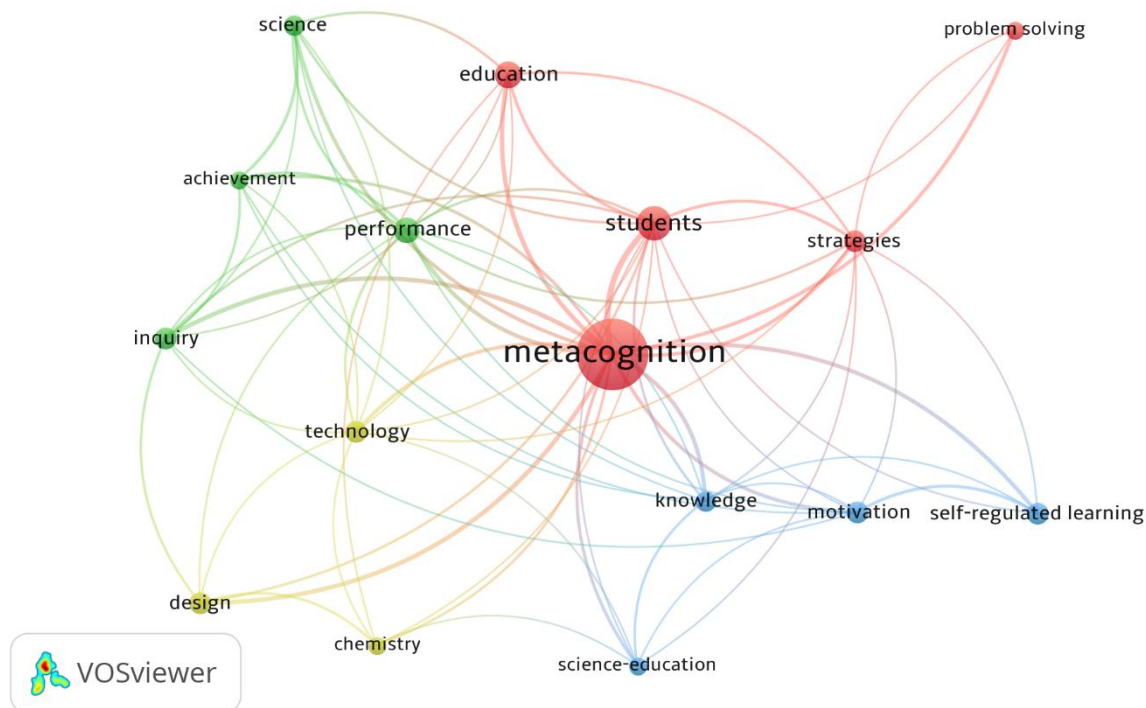 science
problem solving
education
achievement
students
performance
strategies
inquiry
metacognition
technology
knowledge
motivation
self-regulated learning
design
chemistry
science-education
VOSviewer